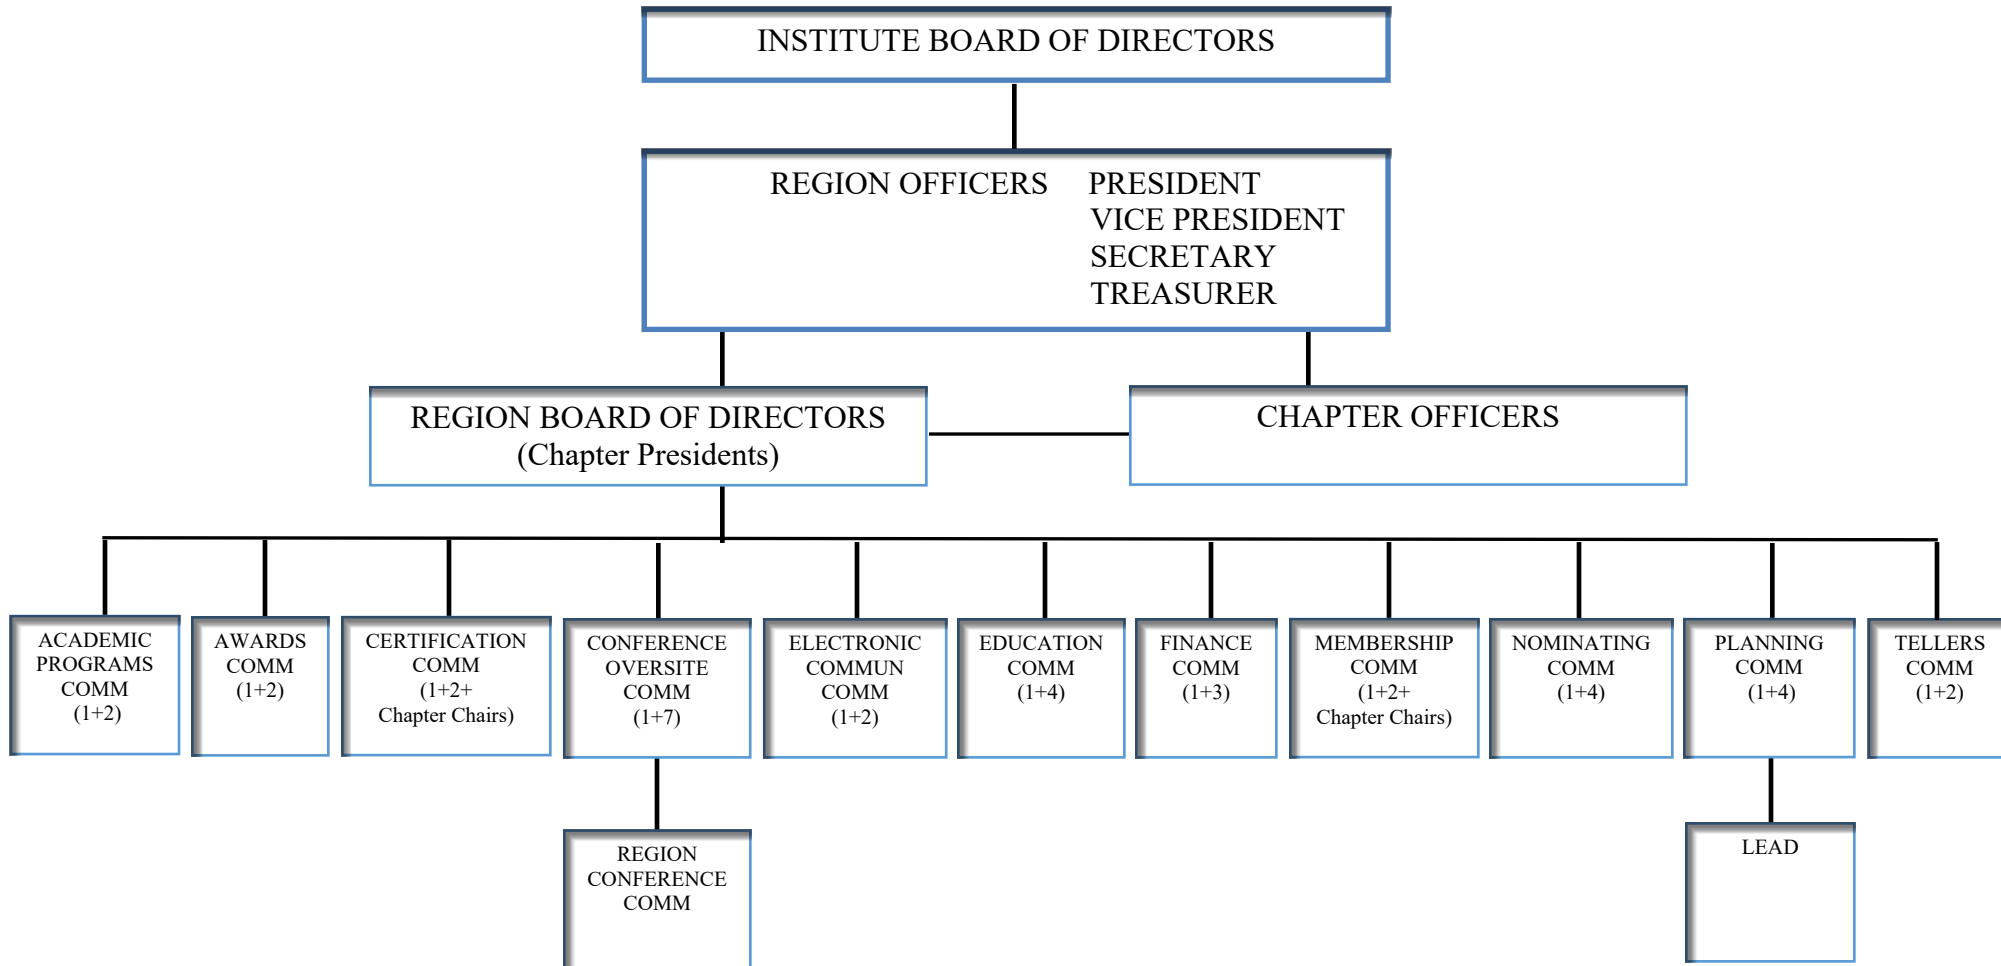 INSTITUTE BOARD OF DIRECTORS
REGION OFFICERS PRESIDENT
VICE PRESIDENT
SECRETARY
TREASURER
REGION BOARD OF DIRECTORS
(Chapter Presidents)
CHAPTER OFFICERS
ACADEMIC
PROGRAMS
COMM
(1+2)
AWARDS
COMM
(1+2)
CERTIFICATION
COMM
(1+2+
Chapter Chairs)
CONFERENCE
OVERSITE
COMM
(1+7)
ELECTRONIC
COMMUN
COMM
(1+2)
EDUCATION
COMM
(1+4)
FINANCE
COMM
(1+3)
MEMBERSHIP
COMM
(1+2+
Chapter Chairs)
NOMINATING
COMM
(1+4)
PLANNING
COMM
(1+4)
TELLERS
COMM
(1+2)
REGION
CONFERENCE
COMM
LEAD